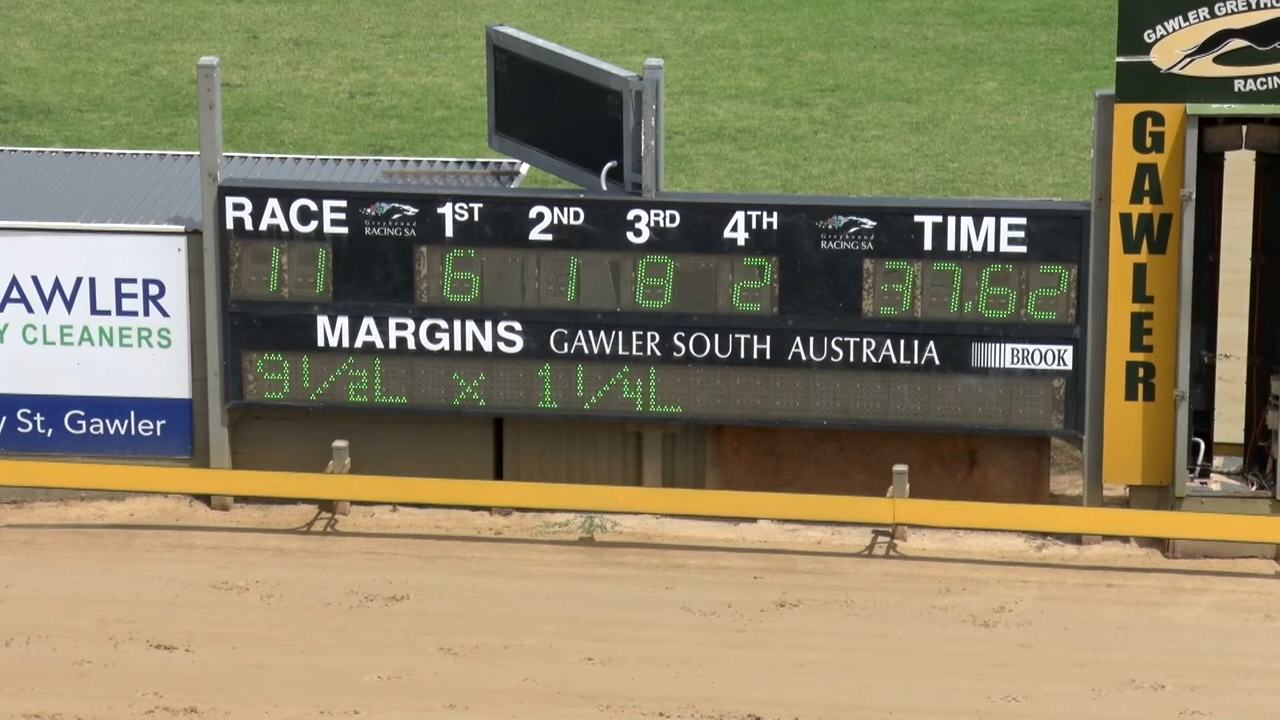 GAWLER GREYHO
RACIN
GAWLER
RACE 1ST 2ND 3RD 4TH TIME
Greyhound RACING SA
Greyhound RACING SA
11 6 1 8 2 37.62
MARGINS GAWLER SOUTH AUSTRALIA BROOK
9 1/2L x 1 1/4L
AWLER
Y CLEANERS
y St, Gawler